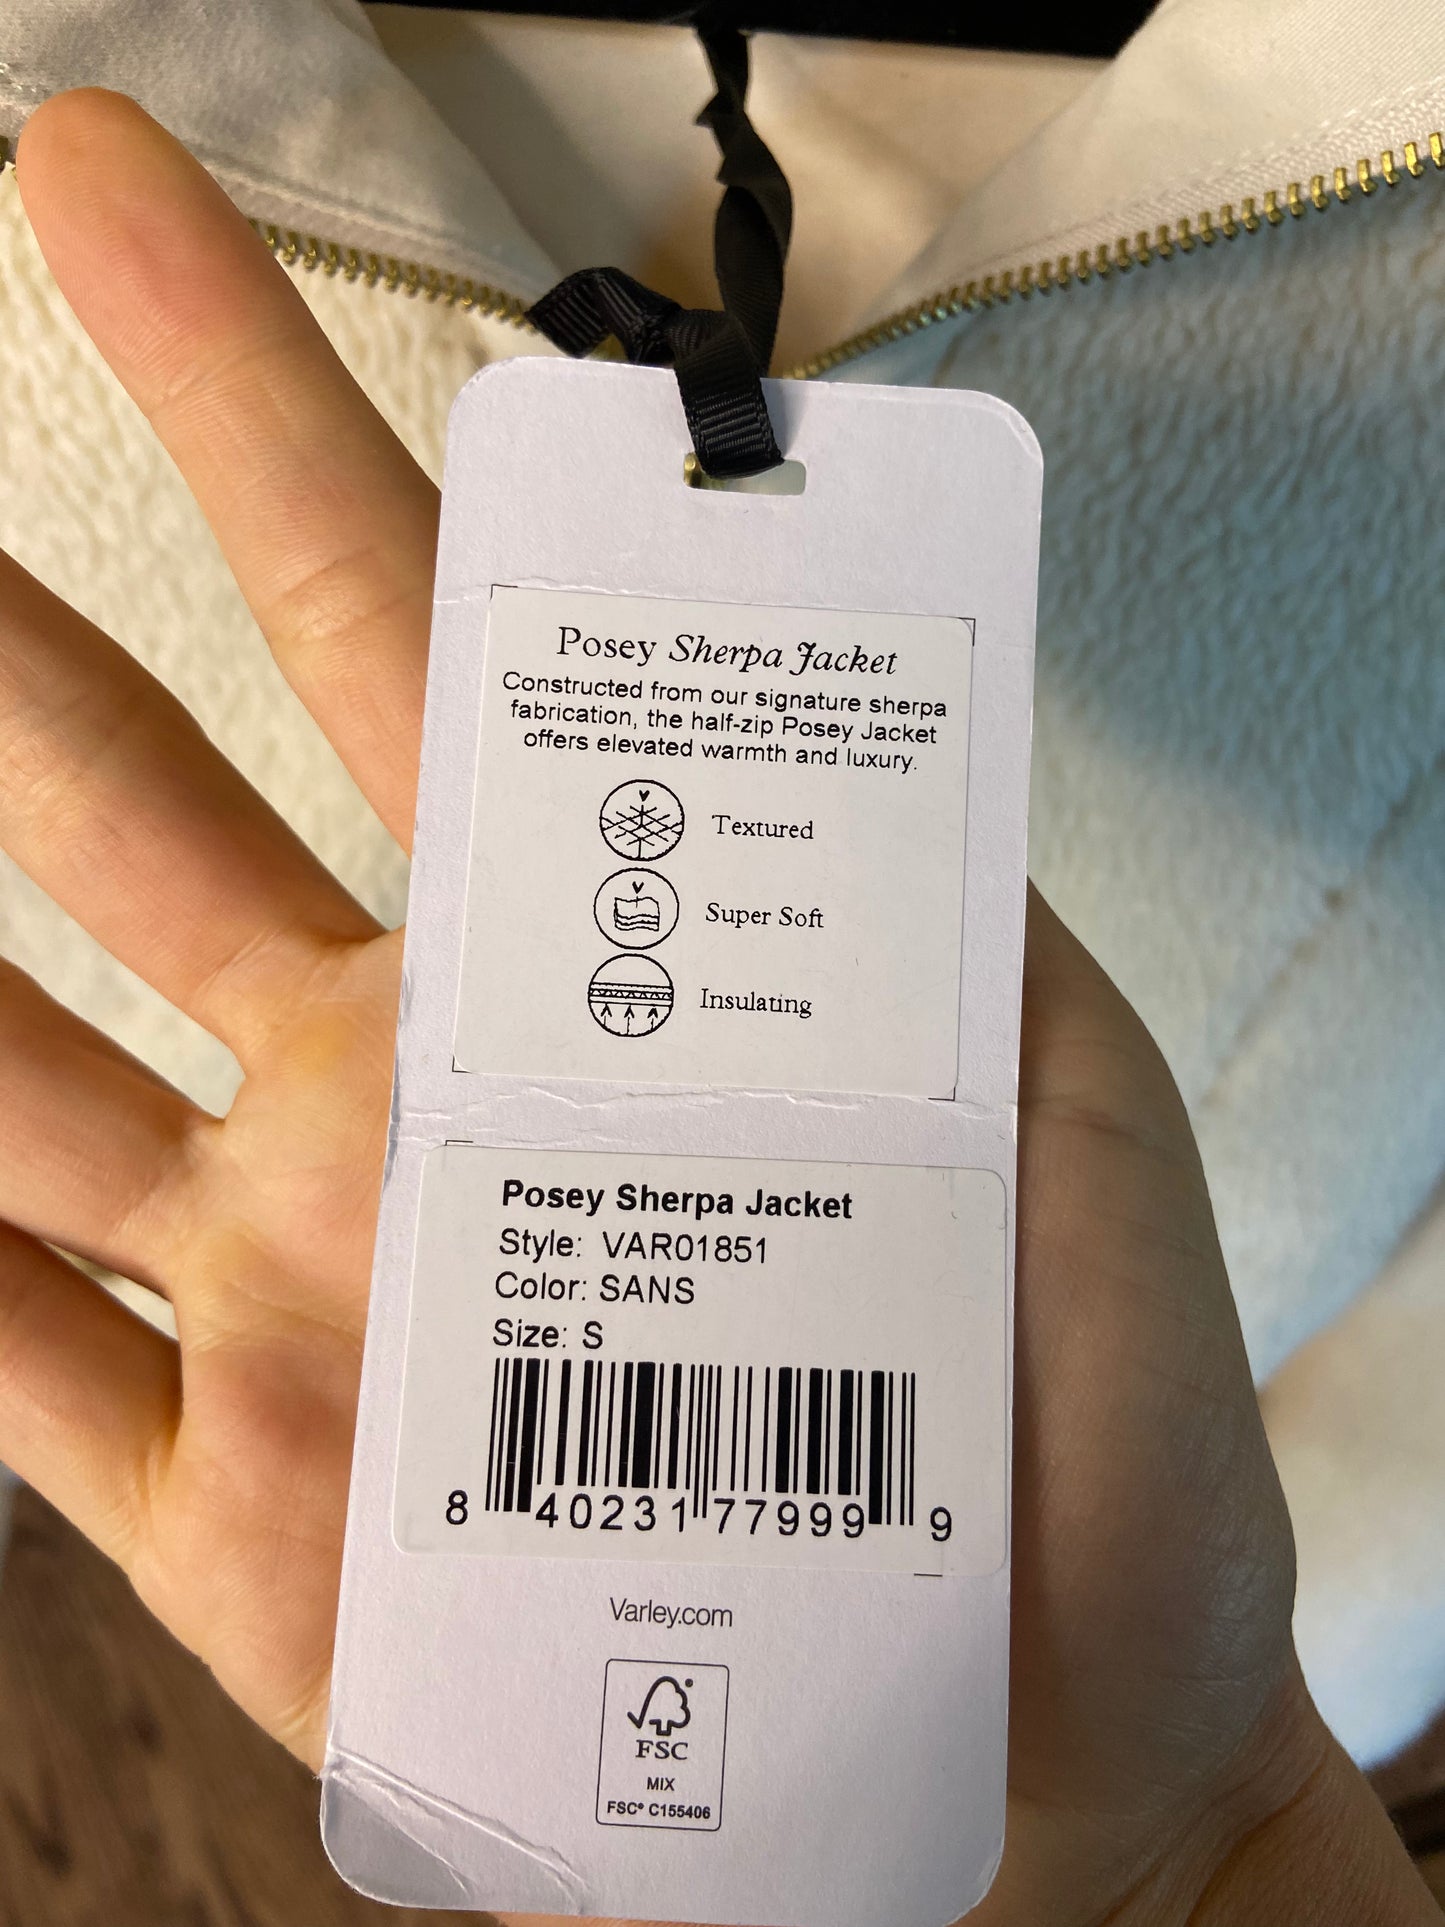 Posey Sherpa Jacket
Constructed from our signature sherpa
fabrication, the half-zip Posey Jacket
offers elevated warmth and luxury.
Textured
Super Soft
Insulating
Posey Sherpa Jacket
Style: VAR01851
Color: SANS
Size: S
8 40231 77999 9
Varley.com
FSC
MIX
FSC® C155406